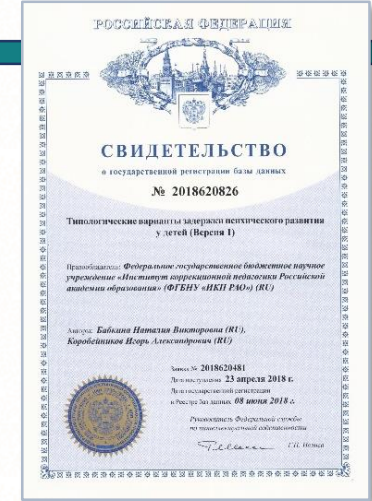 РОССИЙСКАЯ ФЕДЕРАЦИЯ
СВИДЕТЕЛЬСТВО
о государственной регистрации базы данных
№ 2018620826
Типологические варианты задержки психического развития
у детей (Версия 1)
Правообладатель: Федеральное государственное бюджетное научное
учреждение «Институт коррекционной педагогики Российской
академии образования» (ФГБНУ «ИКП РАО») (RU)
Авторы: Бабкина Наталия Викторовна (RU),
Коробейников Игорь Александрович (RU)
Заявка № 2018620481
Дата поступления 23 апреля 2018 г.
Дата государственной регистрации
в Реестре баз данных 08 июня 2018 г.
Руководитель Федеральной службы
по интеллектуальной собственности
Г.П. Ивлиев